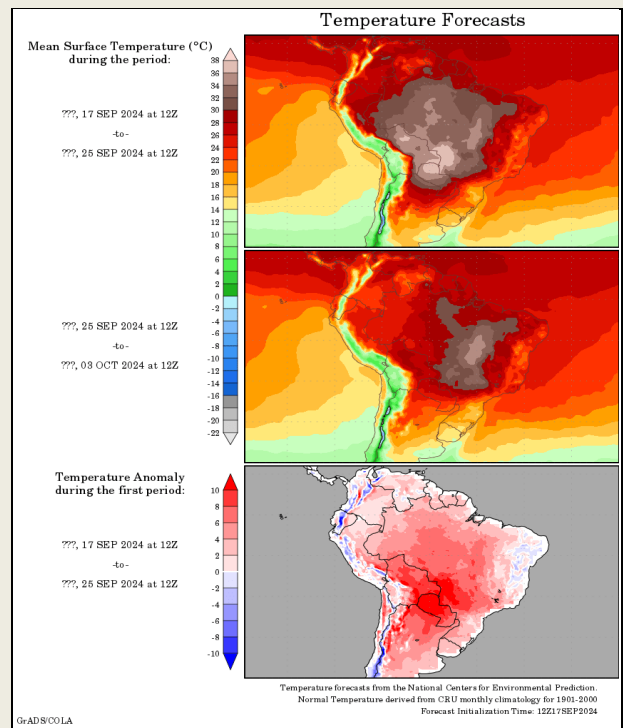 Temperature Forecasts
Mean Surface Temperature (°C)
during the period:
???, 17 SEP 2024 at 12Z
-to-
???, 25 SEP 2024 at 12Z
38
36
34
32
30
28
26
24
22
20
18
16
14
12
10
8
6
4
2
0
-2
-4
-6
-8
-10
-12
-14
-16
-18
-20
-22
???, 25 SEP 2024 at 12Z
-to-
???, 03 OCT 2024 at 12Z
Temperature Anomaly
during the first period:
???, 17 SEP 2024 at 12Z
-to-
???, 25 SEP 2024 at 12Z
10
8
6
4
2
0
-2
-4
-6
-8
-10
Temperature forecasts from the National Centers for Environmental Prediction.
Normal Temperature derived from CRU monthly climatology for 1901-2000
Forecast Initialization Time: 12Z17SEP2024
GrADS/COLA